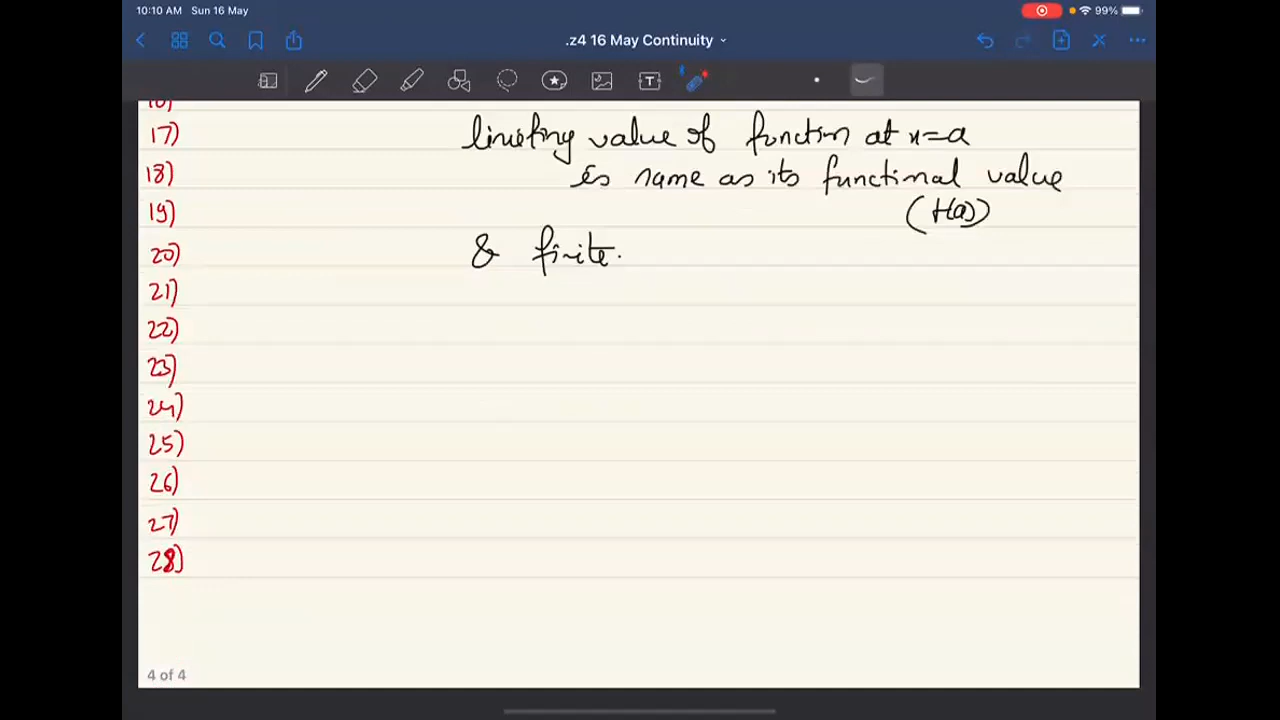 10:10 AM Sun 16 May 99%
.z4 16 May Continuity
16)
17) limiting value of function at x=a
18) is same as its functional value
19) (f(a))
20) & finite.
21)
22)
23)
24)
25)
26)
27)
28)
4 of 4